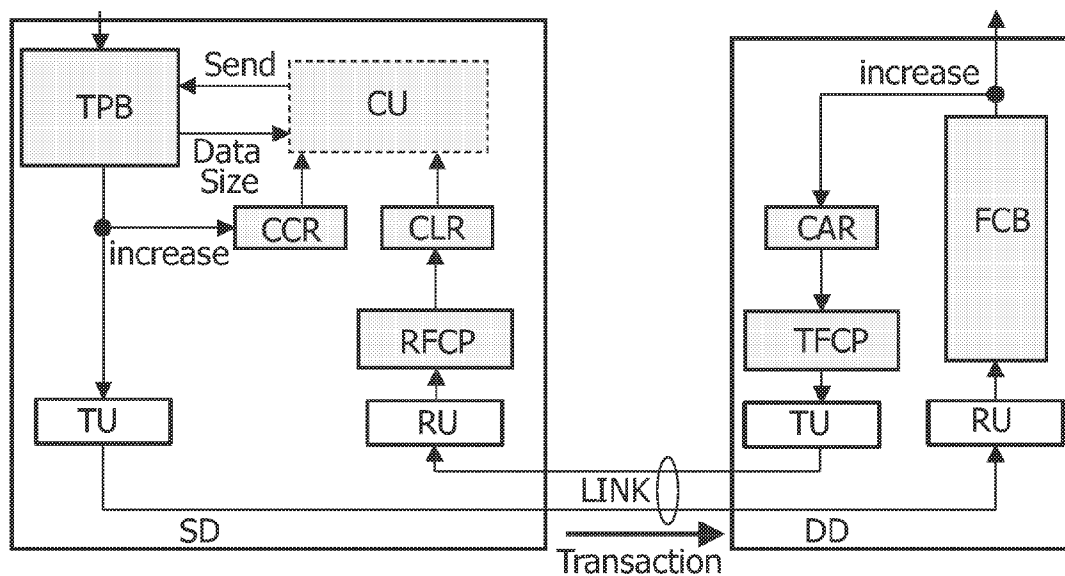 Send
increase
TPB
CU
Data
Size
FCB
CCR
CLR
CAR
increase
RFCP
TFCP
TU
RU
TU
RU
LINK
SD
DD
Transaction